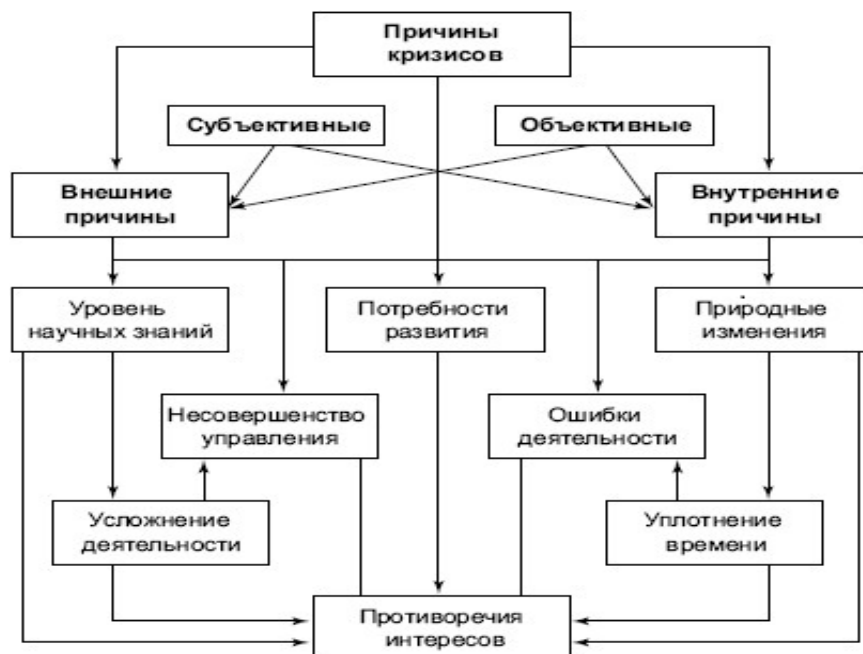 Причины
кризисов
Субъективные
Объективные
Внешние
причины
Внутренние
причины
Уровень
научных знаний
Потребности
развития
Природные
изменения
Несовершенство
управления
Ошибки
деятельности
Усложнение
деятельности
Уплотнение
времени
Противоречия
интересов